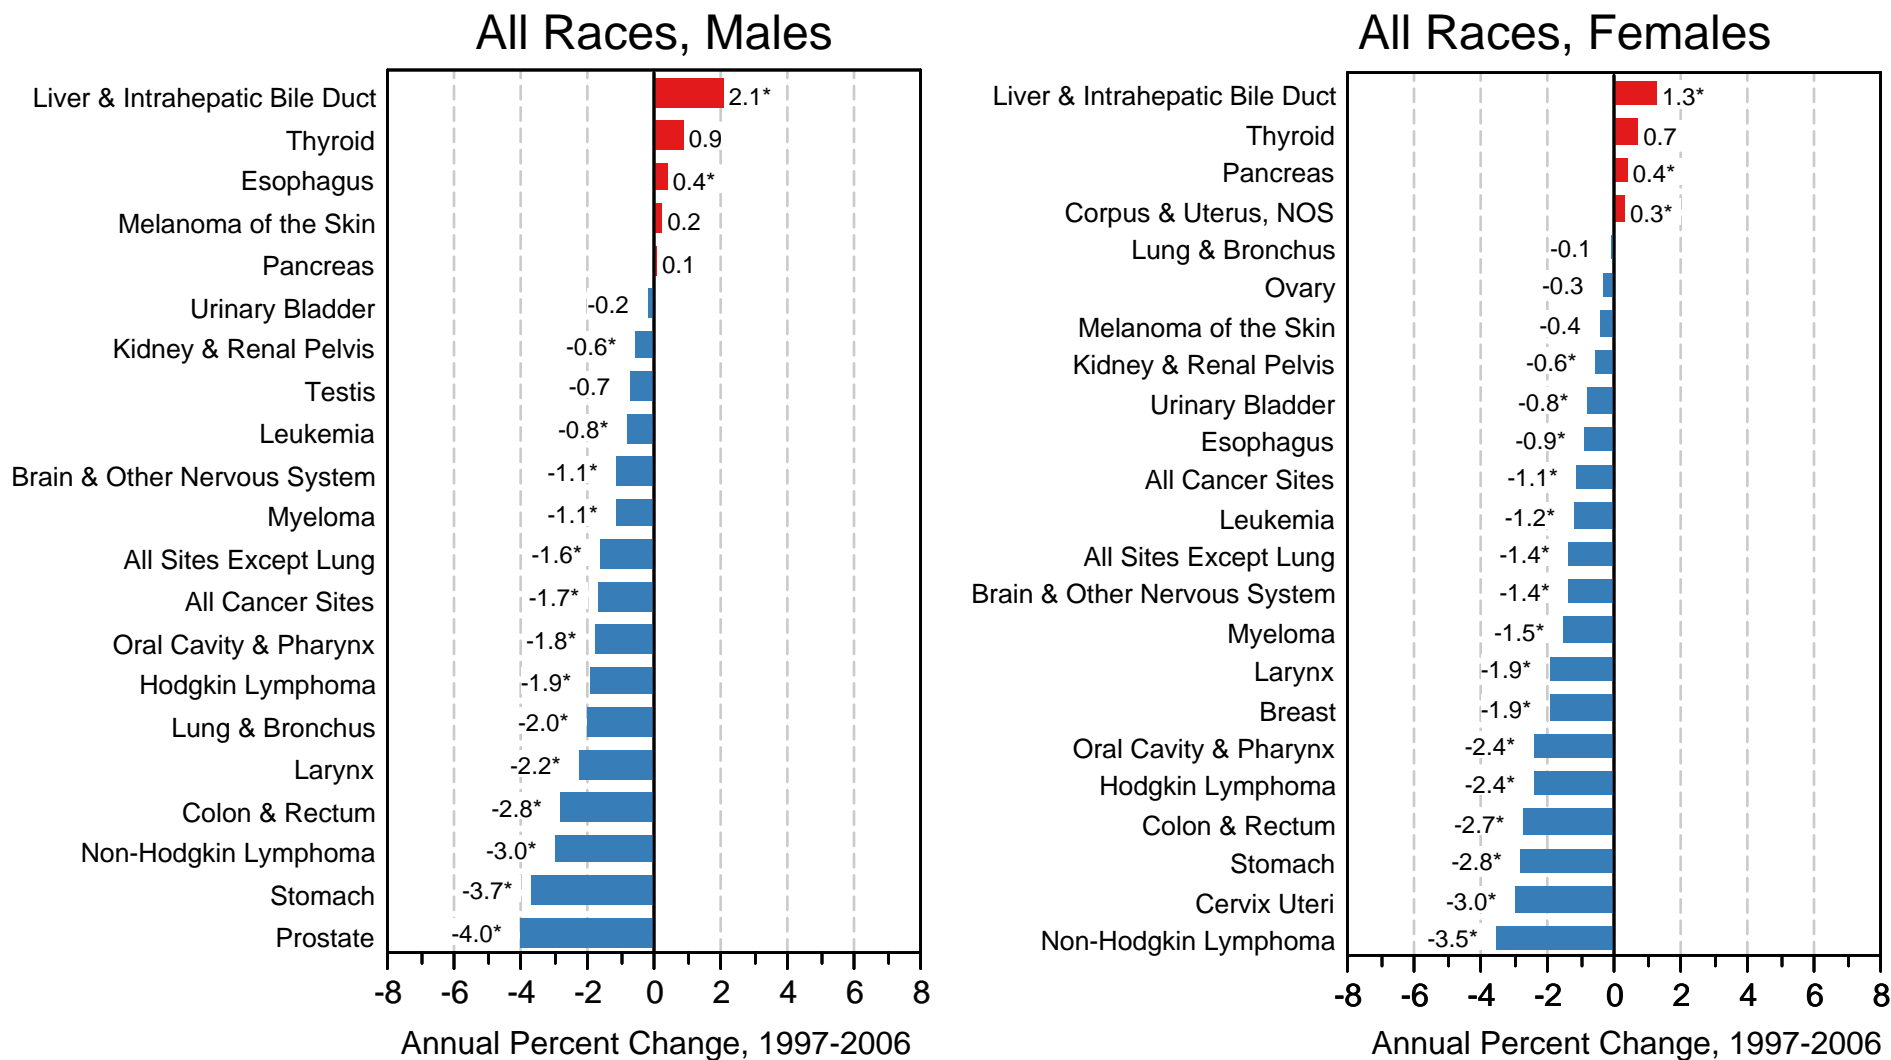 All Races, Males
Liver & Intrahepatic Bile Duct 2.1*
Thyroid 0.9
Esophagus 0.4*
Melanoma of the Skin 0.2
Pancreas 0.1
Urinary Bladder -0.2
Kidney & Renal Pelvis -0.6*
Testis -0.7
Leukemia -0.8*
Brain & Other Nervous System -1.1*
Myeloma -1.1*
All Sites Except Lung -1.6*
All Cancer Sites -1.7*
Oral Cavity & Pharynx -1.8*
Hodgkin Lymphoma -1.9*
Lung & Bronchus -2.0*
Larynx -2.2*
Colon & Rectum -2.8*
Non-Hodgkin Lymphoma -3.0*
Stomach -3.7*
Prostate -4.0*
-8 -6 -4 -2 0 2 4 6 8
Annual Percent Change, 1997-2006
All Races, Females
Liver & Intrahepatic Bile Duct 1.3*
Thyroid 0.7
Pancreas 0.4*
Corpus & Uterus, NOS 0.3*
Lung & Bronchus -0.1
Ovary -0.3
Melanoma of the Skin -0.4
Kidney & Renal Pelvis -0.6*
Urinary Bladder -0.8*
Esophagus -0.9*
All Cancer Sites -1.1*
Leukemia -1.2*
All Sites Except Lung -1.4*
Brain & Other Nervous System -1.4*
Myeloma -1.5*
Larynx -1.9*
Breast -1.9*
Oral Cavity & Pharynx -2.4*
Hodgkin Lymphoma -2.4*
Colon & Rectum -2.7*
Stomach -2.8*
Cervix Uteri -3.0*
Non-Hodgkin Lymphoma -3.5*
-8 -6 -4 -2 0 2 4 6 8
Annual Percent Change, 1997-2006